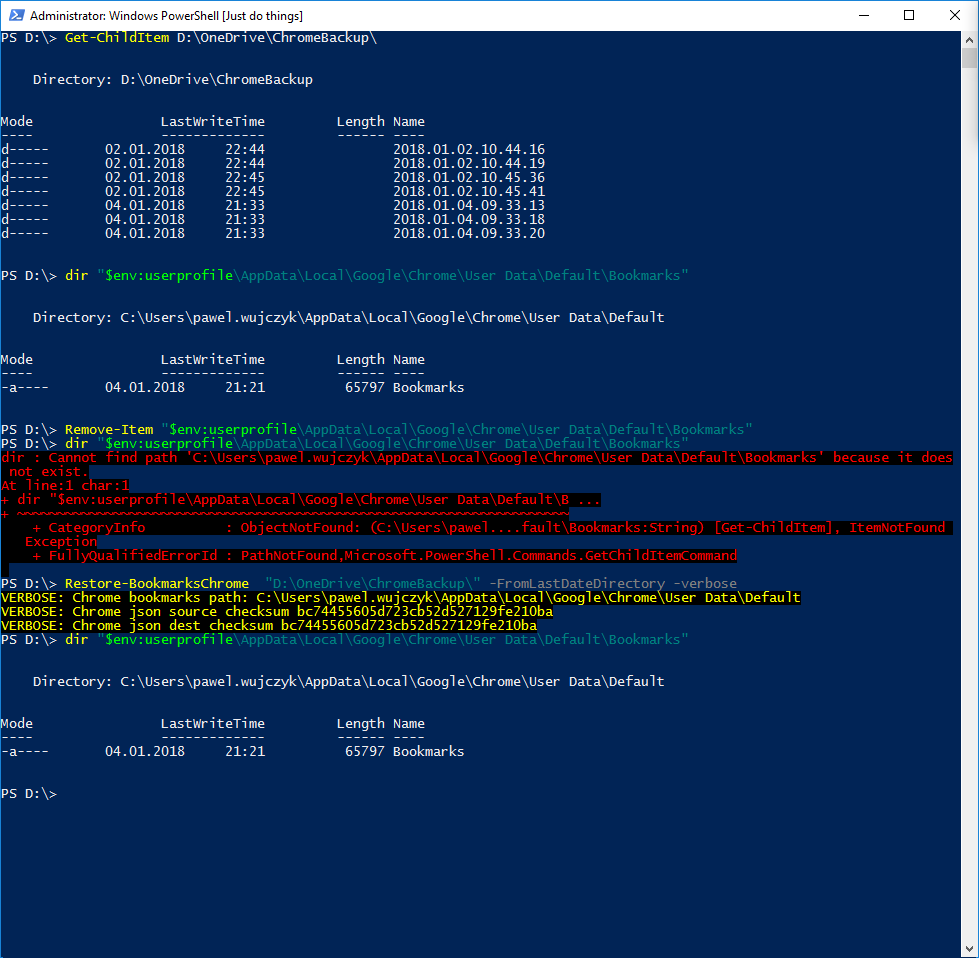 Administrator: Windows PowerShell [Just do things]
PS D:\> Get-ChildItem D:\OneDrive\ChromeBackup\
    Directory: D:\OneDrive\ChromeBackup
Mode                LastWriteTime         Length Name
----                -------------         ------ ----
d-----       02.01.2018     22:44                2018.01.02.10.44.16
d-----       02.01.2018     22:44                2018.01.02.10.44.19
d-----       02.01.2018     22:45                2018.01.02.10.45.36
d-----       02.01.2018     22:45                2018.01.02.10.45.41
d-----       04.01.2018     21:33                2018.01.04.09.33.13
d-----       04.01.2018     21:33                2018.01.04.09.33.18
d-----       04.01.2018     21:33                2018.01.04.09.33.20
PS D:\> dir "$env:userprofile\AppData\Local\Google\Chrome\User Data\Default\Bookmarks"
    Directory: C:\Users\pawel.wujczyk\AppData\Local\Google\Chrome\User Data\Default
Mode                LastWriteTime         Length Name
----                -------------         ------ ----
-a----       04.01.2018     21:21          65797 Bookmarks
PS D:\> Remove-Item "$env:userprofile\AppData\Local\Google\Chrome\User Data\Default\Bookmarks"
PS D:\> dir "$env:userprofile\AppData\Local\Google\Chrome\User Data\Default\Bookmarks"
dir : Cannot find path 'C:\Users\pawel.wujczyk\AppData\Local\Google\Chrome\User Data\Default\Bookmarks' because it does
 not exist.
At line:1 char:1
+ dir "$env:userprofile\AppData\Local\Google\Chrome\User Data\Default\B ...
+ ~~~~~~~~~~~~~~~~~~~~~~~~~~~~~~~~~~~~~~~~~~~~~~~~~~~~~~~~~~~~~~~~~~~~~
    + CategoryInfo          : ObjectNotFound: (C:\Users\pawel....fault\Bookmarks:String) [Get-ChildItem], ItemNotFound
   Exception
    + FullyQualifiedErrorId : PathNotFound,Microsoft.PowerShell.Commands.GetChildItemCommand
PS D:\> Restore-BookmarksChrome  "D:\OneDrive\ChromeBackup\" -FromLastDateDirectory -verbose
VERBOSE: Chrome bookmarks path: C:\Users\pawel.wujczyk\AppData\Local\Google\Chrome\User Data\Default
VERBOSE: Chrome json source checksum bc74455605d723cb52d527129fe210ba
VERBOSE: Chrome json dest checksum bc74455605d723cb52d527129fe210ba
PS D:\> dir "$env:userprofile\AppData\Local\Google\Chrome\User Data\Default\Bookmarks"
    Directory: C:\Users\pawel.wujczyk\AppData\Local\Google\Chrome\User Data\Default
Mode                LastWriteTime         Length Name
----                -------------         ------ ----
-a----       04.01.2018     21:21          65797 Bookmarks
PS D:\>